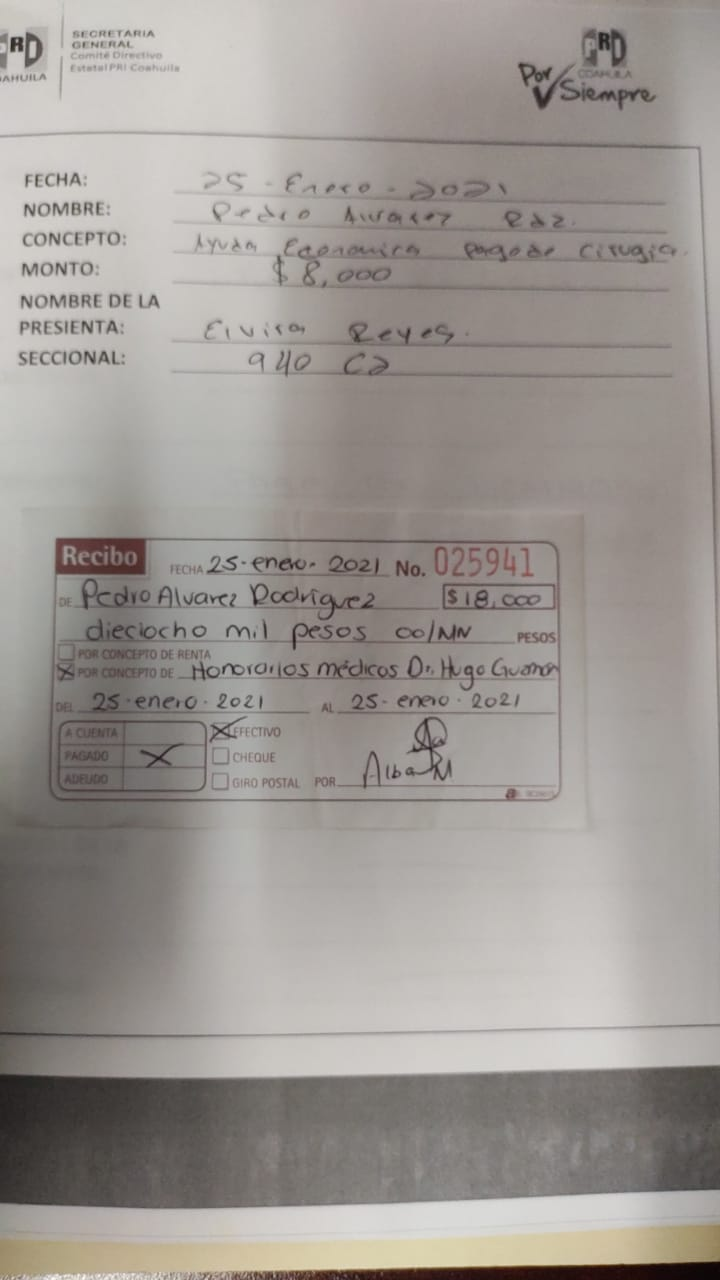 PRD
COAHUILA
SECRETARIA
GENERAL
Comité Directivo
Estatal PRI Coahuila
PRD
COAHUILA
Por Siempre
FECHA: 25 - Enero - 2021
NOMBRE: Pedro Alvarez Rdz.
CONCEPTO: Ayuda Economica pago de Cirugia.
MONTO: $ 8,000
NOMBRE DE LA
PRESIENTA: Elvira Reyes.
SECCIONAL: 940 C2
Recibo FECHA 25-enero-2021 No. 025941
DE Pedro Alvarez Rodriguez $18,000
dieciocho mil pesos 00/MN PESOS
POR CONCEPTO DE RENTA
POR CONCEPTO DE Honorarios médicos Dr. Hugo
DEL 25-enero-2021 AL 25-enero-2021
A CUENTA EFECTIVO
PAGADO X CHEQUE
ADEUDO GIRO POSTAL POR Alba M